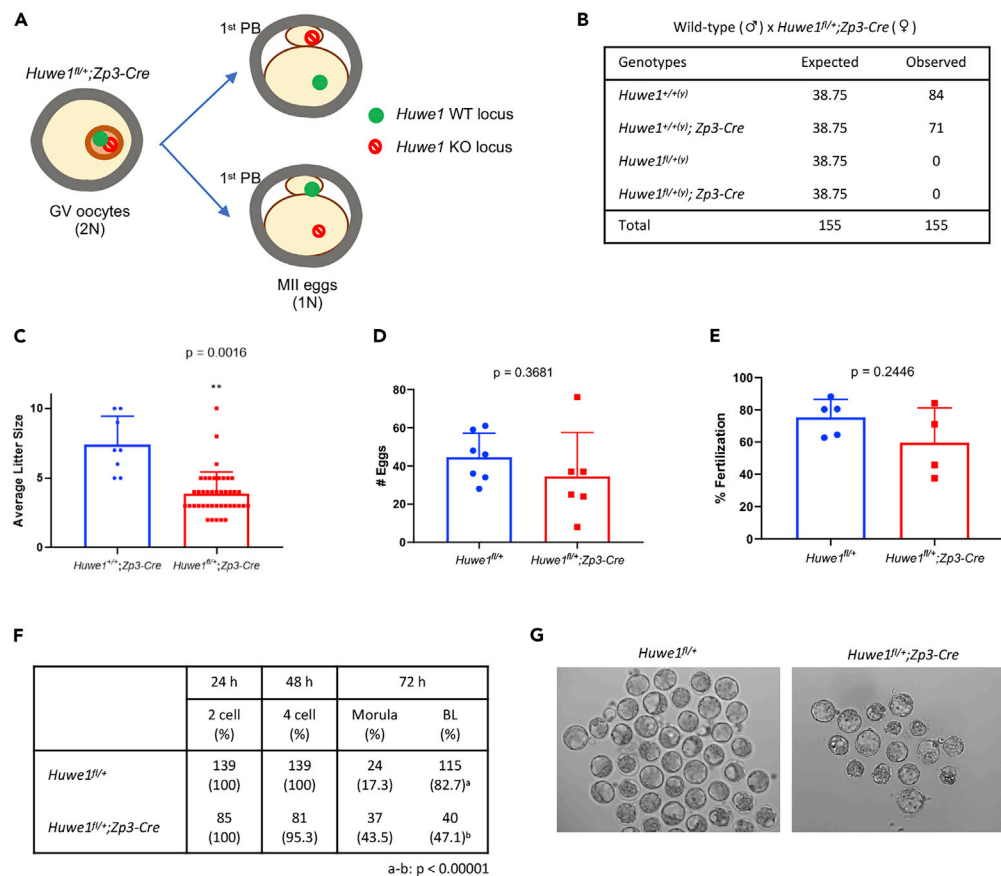 A
1st PB
Huwe1fl/+;Zp3-Cre
GV oocytes
(2N)
1st PB
MII eggs
(1N)
Huwe1 WT locus
Huwe1 KO locus
B
Wild-type (♂) x Huwe1fl/+;Zp3-Cre (♀)
Genotypes Expected Observed
Huwe1+/+(y) 38.75 84
Huwe1+/+(y); Zp3-Cre 38.75 71
Huwe1fl/+(y) 38.75 0
Huwe1fl/+(y); Zp3-Cre 38.75 0
Total 155 155
C
p = 0.0016
**
Average Litter Size
10
5
0
Huwe1+/+;Zp3-Cre Huwe1fl/+;Zp3-Cre
D
p = 0.3681
# Eggs
80
60
40
20
0
Huwe1fl/+ Huwe1fl/+;Zp3-Cre
E
p = 0.2446
% Fertilization
100
80
60
40
20
0
Huwe1fl/+ Huwe1fl/+;Zp3-Cre
F
24 h 48 h 72 h
2 cell (%) 4 cell (%) Morula (%) BL (%)
Huwe1fl/+ 139 (100) 139 (100) 24 (17.3) 115 (82.7)a
Huwe1fl/+;Zp3-Cre 85 (100) 81 (95.3) 37 (43.5) 40 (47.1)b
a-b: p < 0.00001
G
Huwe1fl/+ Huwe1fl/+;Zp3-Cre